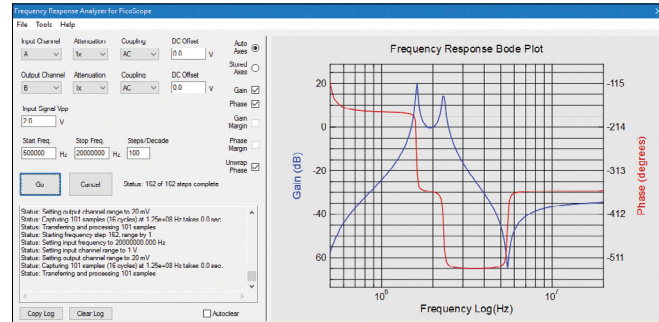 Frequency Response Analyzer for PicoScope
File Tools Help
Input Channel Attenuation Coupling DC Offset
A 1x AC 0.0 V
Output Channel Attenuation Coupling DC Offset
B 1x AC 0.0 V
Input Signal Vpp
2.0 V
Start Freq. Stop Freq. Steps/Decade
500000 Hz 20000000 Hz 100
Go Cancel Status: 162 of 162 steps complete
Auto Axes
Stored Axes
Gain
Phase
Gain Margin
Phase Margin
Unwrap Phase
Status: Setting output channel range to 20 mV
Status: Capturing 101 samples (16 cycles) at 1.25e+08 Hz takes 0.0 sec.
Status: Transferring and processing 101 samples
Status: Starting frequency step 162, range try 1
Status: Setting input frequency to 20000000.000 Hz
Status: Setting input channel range to 1 V
Status: Setting output channel range to 20 mV
Status: Capturing 101 samples (16 cycles) at 1.25e+08 Hz takes 0.0 sec.
Status: Transferring and processing 101 samples
Copy Log Clear Log Autoclear
Frequency Response Bode Plot
Gain (dB)
20
0
-20
-40
60
Phase (degrees)
-115
-214
-313
-412
-511
10⁶ 10⁷
Frequency Log(Hz)